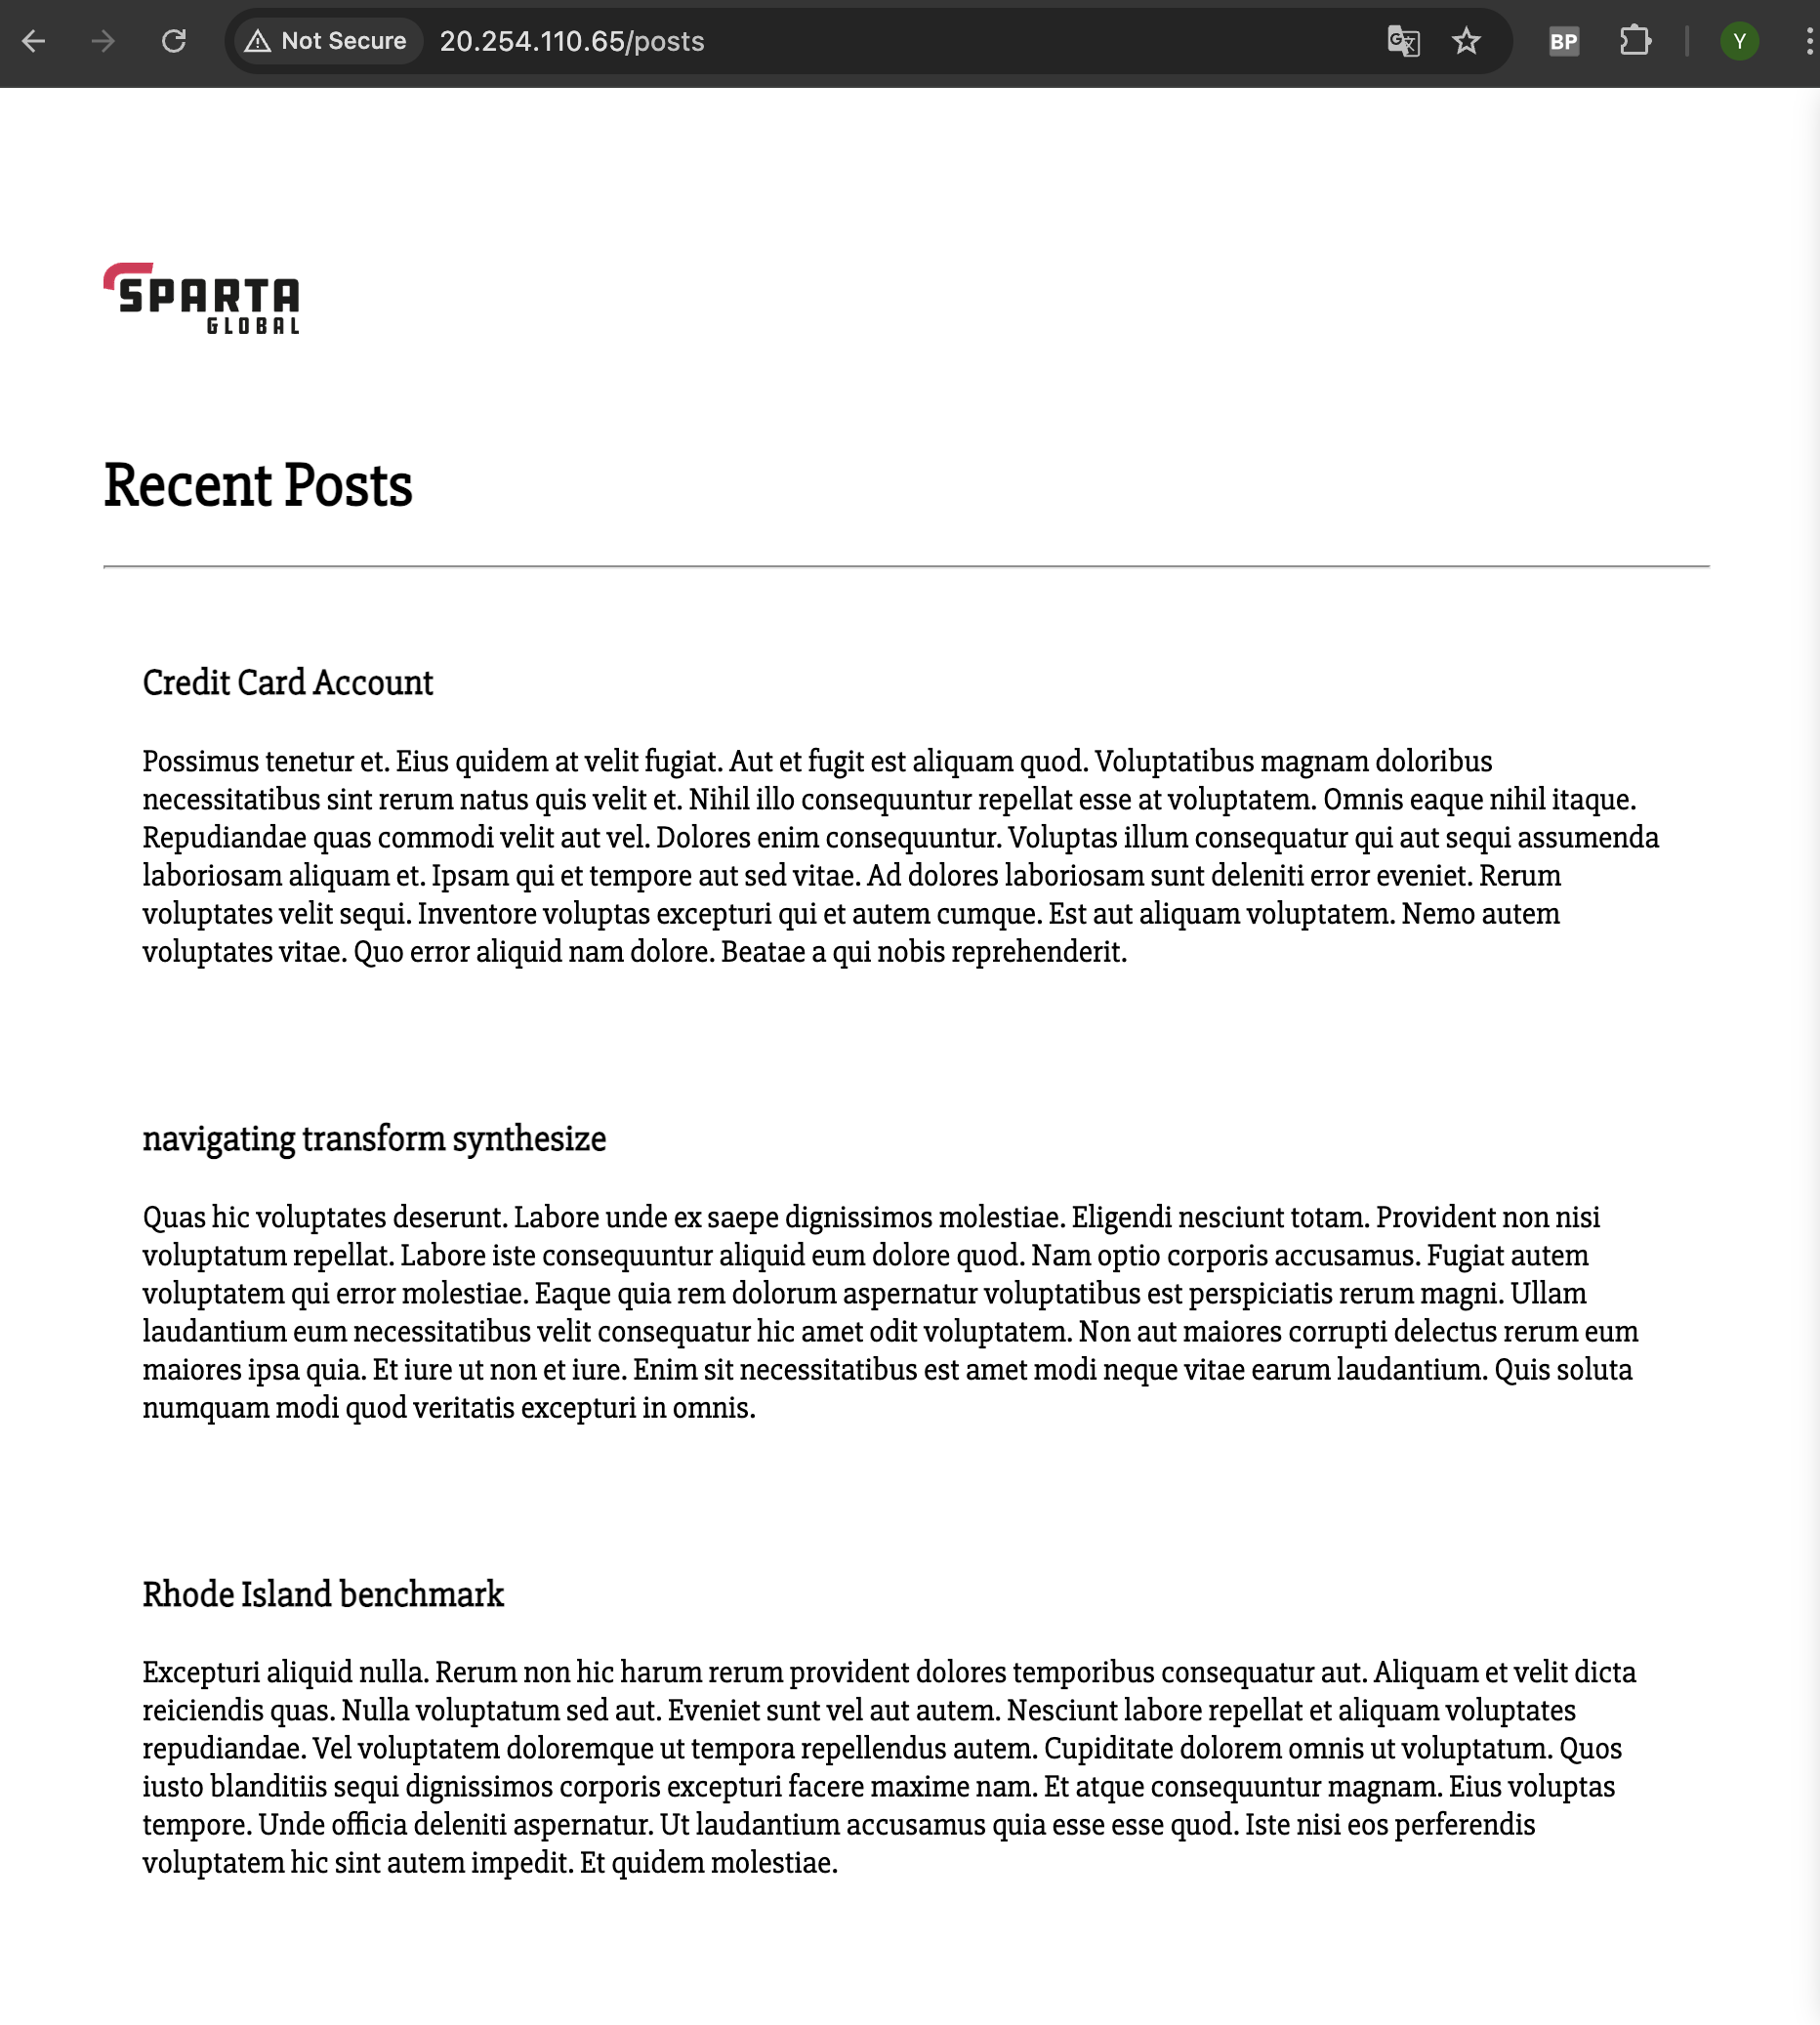 Not Secure 20.254.110.65/posts BP Y
SPARTA
GLOBAL
Recent Posts
Credit Card Account
Possimus tenetur et. Eius quidem at velit fugiat. Aut et fugit est aliquam quod. Voluptatibus magnam doloribus
necessitatibus sint rerum natus quis velit et. Nihil illo consequuntur repellat esse at voluptatem. Omnis eaque nihil itaque.
Repudiandae quas commodi velit aut vel. Dolores enim consequuntur. Voluptas illum consequatur qui aut sequi assumenda
laboriosam aliquam et. Ipsam qui et tempore aut sed vitae. Ad dolores laboriosam sunt deleniti error eveniet. Rerum
voluptates velit sequi. Inventore voluptas excepturi qui et autem cumque. Est aut aliquam voluptatem. Nemo autem
voluptates vitae. Quo error aliquid nam dolore. Beatae a qui nobis reprehenderit.
navigating transform synthesize
Quas hic voluptates deserunt. Labore unde ex saepe dignissimos molestiae. Eligendi nesciunt totam. Provident non nisi
voluptatum repellat. Labore iste consequuntur aliquid eum dolore quod. Nam optio corporis accusamus. Fugiat autem
voluptatem qui error molestiae. Eaque quia rem dolorum aspernatur voluptatibus est perspiciatis rerum magni. Ullam
laudantium eum necessitatibus velit consequatur hic amet odit voluptatem. Non aut maiores corrupti delectus rerum eum
maiores ipsa quia. Et iure ut non et iure. Enim sit necessitatibus est amet modi neque vitae earum laudantium. Quis soluta
numquam modi quod veritatis excepturi in omnis.
Rhode Island benchmark
Excepturi aliquid nulla. Rerum non hic harum rerum provident dolores temporibus consequatur aut. Aliquam et velit dicta
reiciendis quas. Nulla voluptatum sed aut. Eveniet sunt vel aut autem. Nesciunt labore repellat et aliquam voluptates
repudiandae. Vel voluptatem doloremque ut tempora repellendus autem. Cupiditate dolorem omnis ut voluptatum. Quos
iusto blanditiis sequi dignissimos corporis excepturi facere maxime nam. Et atque consequuntur magnam. Eius voluptas
tempore. Unde officia deleniti aspernatur. Ut laudantium accusamus quia esse esse quod. Iste nisi eos perferendis
voluptatem hic sint autem impedit. Et quidem molestiae.